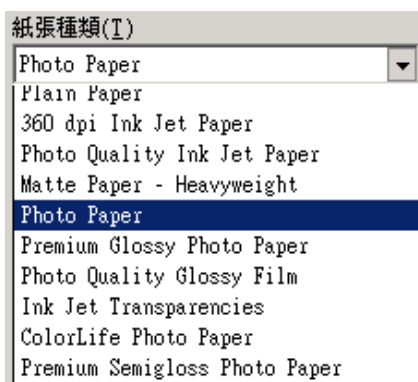 紙張種類(T)
Photo Paper
Plain Paper
360 dpi Ink Jet Paper
Photo Quality Ink Jet Paper
Matte Paper - Heavyweight
Photo Paper
Premium Glossy Photo Paper
Photo Quality Glossy Film
Ink Jet Transparencies
ColorLife Photo Paper
Premium Semigloss Photo Paper